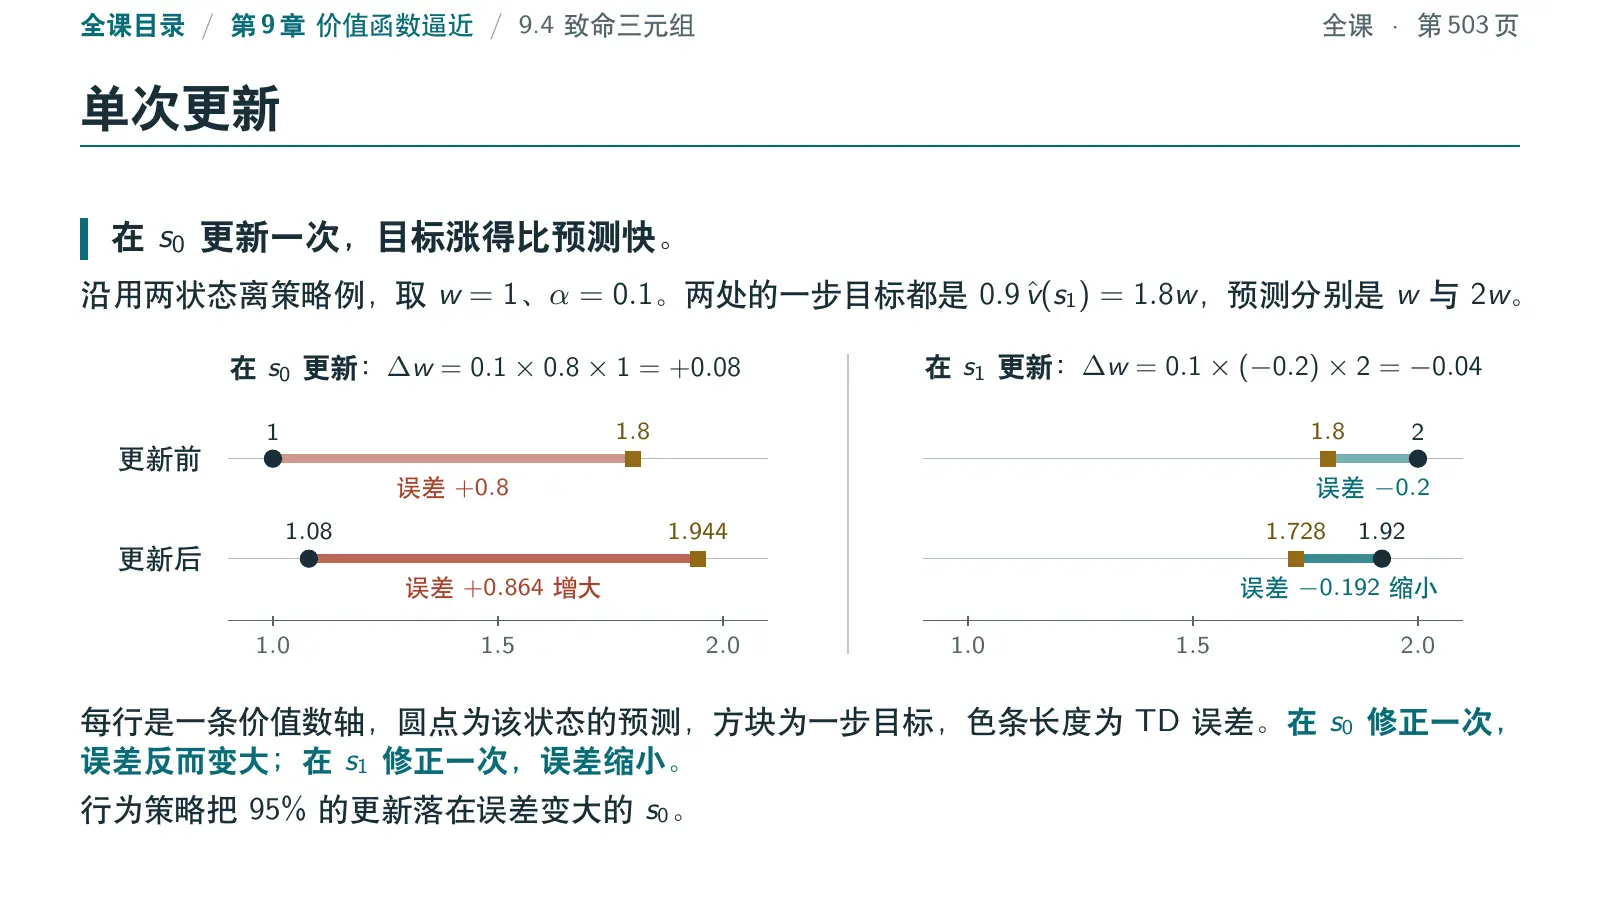 全课目录 / 第 9 章 价值函数逼近 / 9.4 致命三元组
全课 · 第 503 页
单次更新
在 s₀ 更新一次，目标涨得比预测快。
沿用两状态离策略例，取 w = 1、α = 0.1。两处的一步目标都是 0.9 v̂(s₁) = 1.8w，预测分别是 w 与 2w。
在 s₀ 更新：Δw = 0.1 × 0.8 × 1 = +0.08
更新前
1
1.8
误差 +0.8
更新后
1.08
1.944
误差 +0.864 增大
1.0
1.5
2.0
在 s₁ 更新：Δw = 0.1 × (−0.2) × 2 = −0.04
1.8
2
误差 −0.2
1.728
1.92
误差 −0.192 缩小
1.0
1.5
2.0
每行是一条价值数轴，圆点为该状态的预测，方块为一步目标，色条长度为 TD 误差。在 s₀ 修正一次，
误差反而变大；在 s₁ 修正一次，误差缩小。
行为策略把 95% 的更新落在误差变大的 s₀。